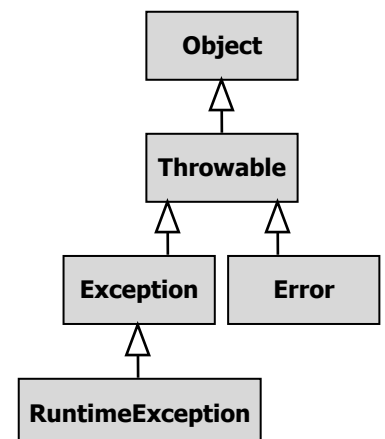 Object
Throwable
Exception
Error
RuntimeException